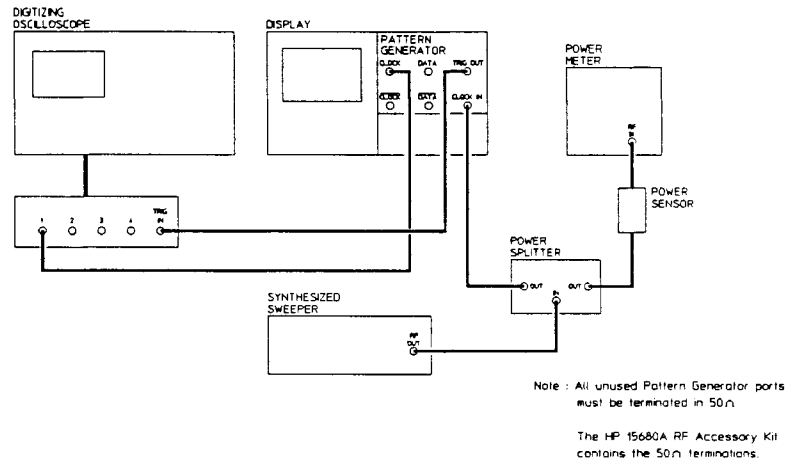 DIGITIZING
OSCILLOSCOPE
DISPLAY
PATTERN
GENERATOR
CLOCK DATA TRIG OUT
CLOCK DATA CLOCK IN
POWER
METER
RF
IN
POWER
SENSOR
TRIG
1 2 3 4 IN
POWER
SPLITTER
OUT IN OUT
SYNTHESIZED
SWEEPER
RF
OUT
Note : All unused Pattern Generator ports
must be terminated in 50Ω
The HP 15680A RF Accessory Kit
contains the 50Ω terminations.